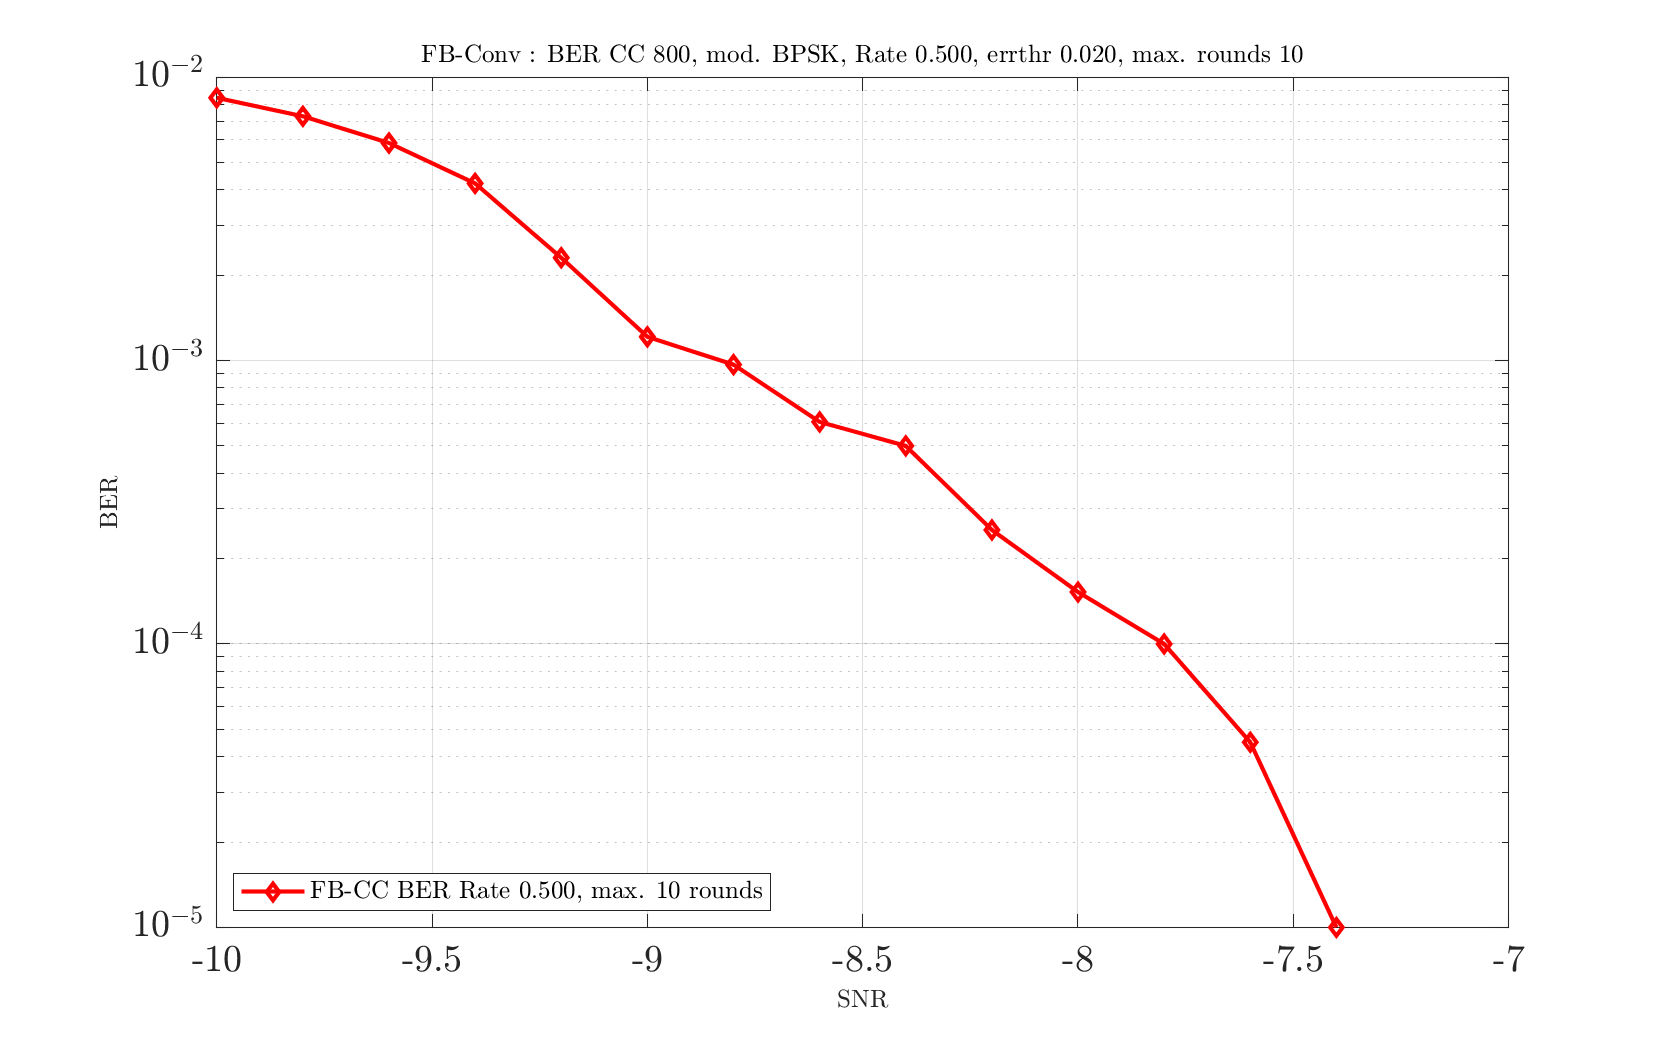 FB-Conv : BER CC 800, mod. BPSK, Rate 0.500, errthr 0.020, max. rounds 10
10⁻²
10⁻³
10⁻⁴
10⁻⁵
BER
FB-CC BER Rate 0.500, max. 10 rounds
-10 -9.5 -9 -8.5 -8 -7.5 -7
SNR